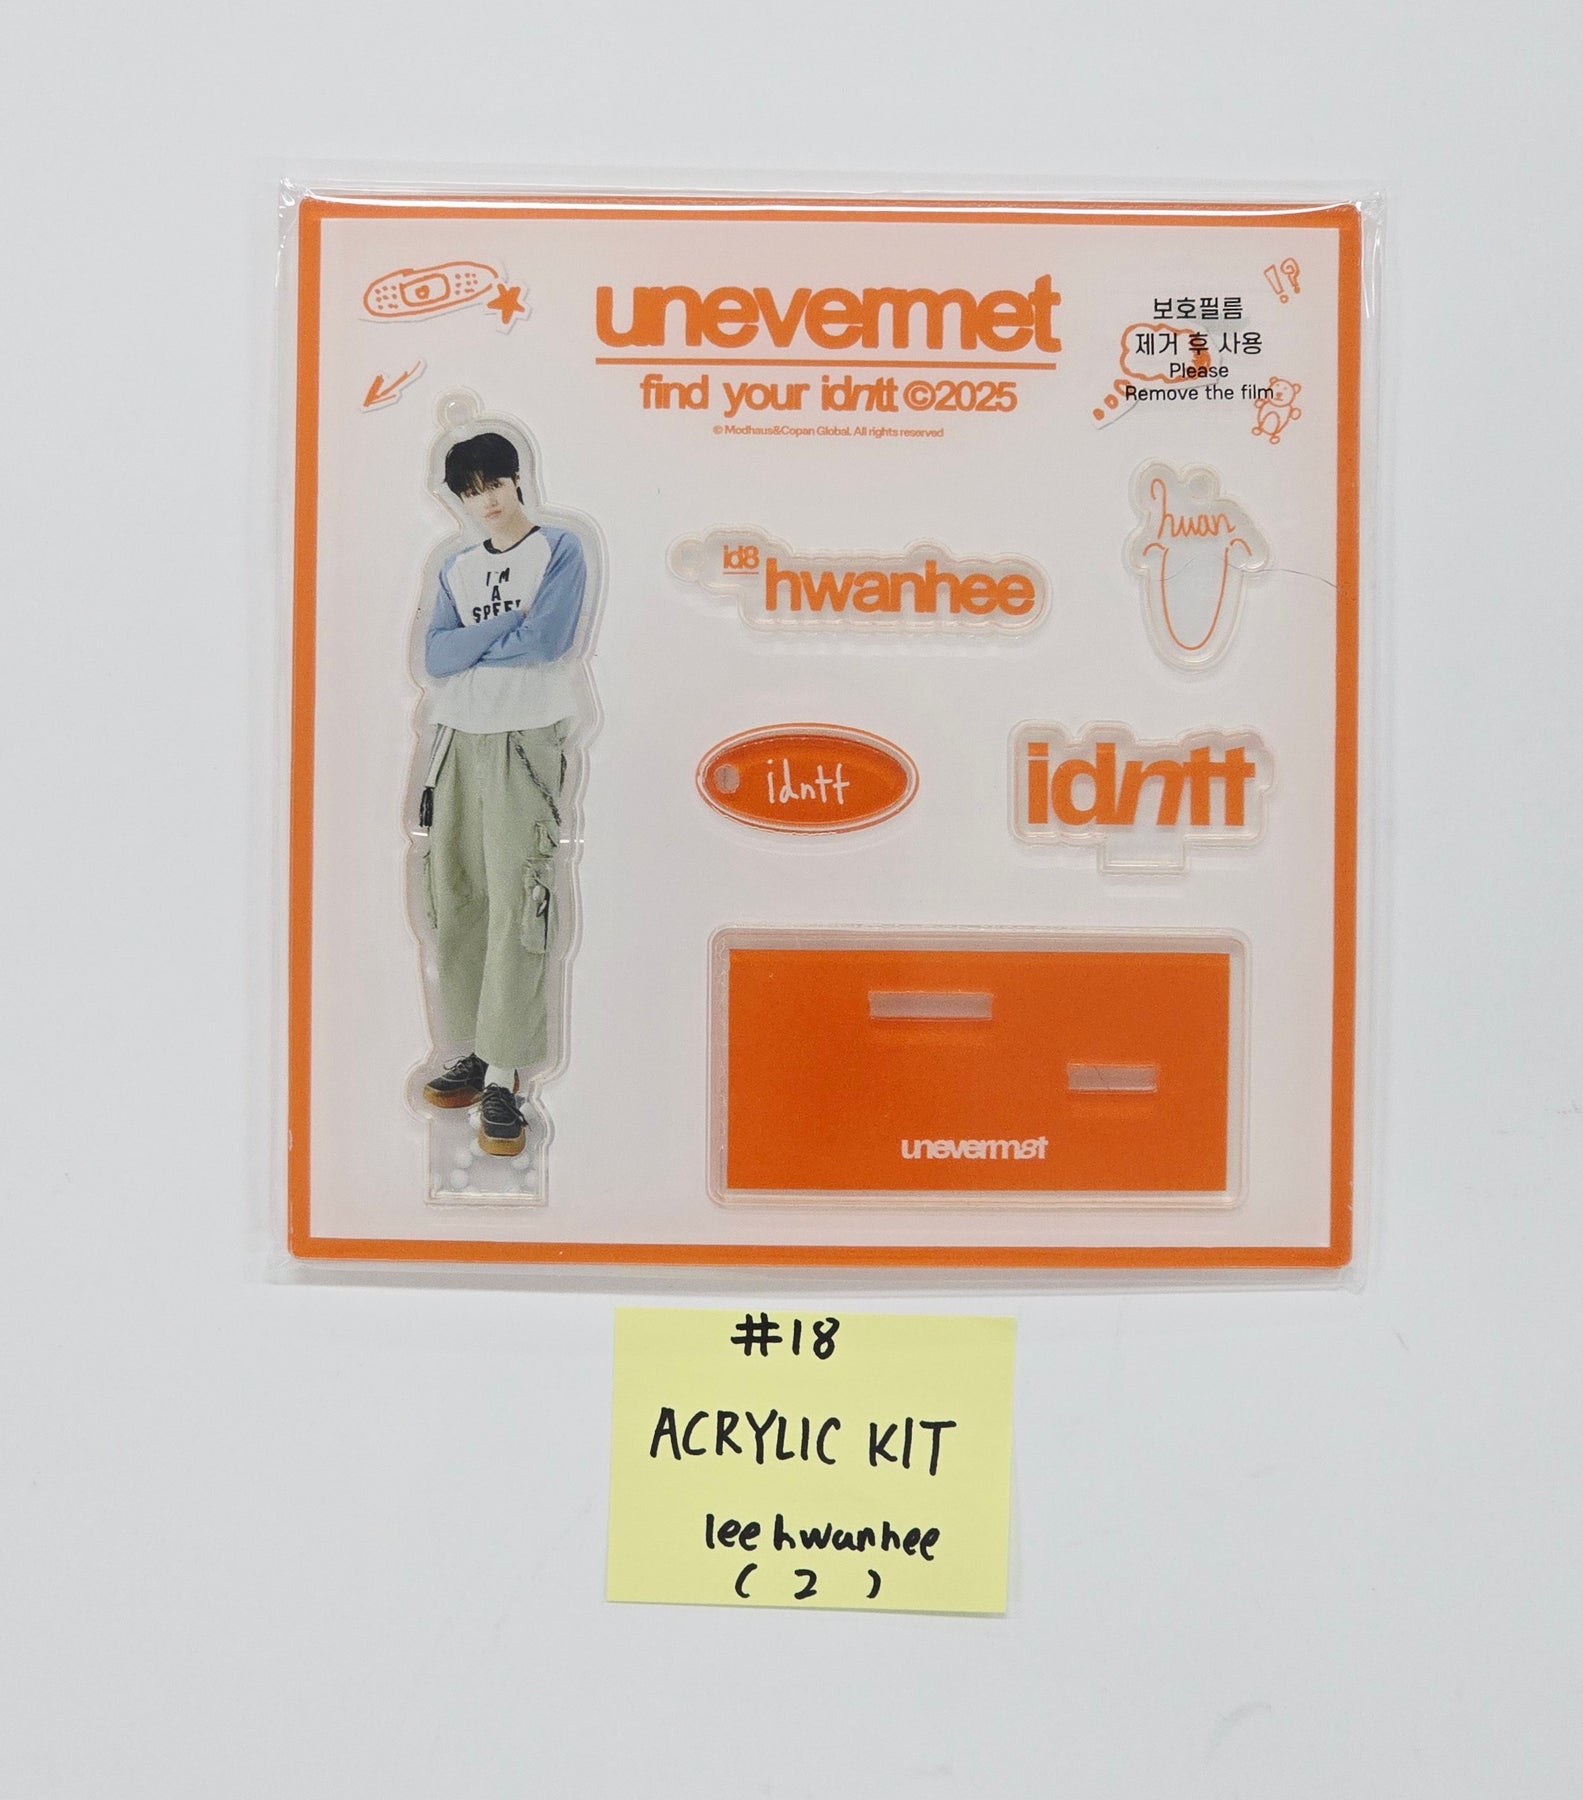 unevermet
find your idntt ©2025
© Modhaus&Copan Global. All rights reserved
보호필름
제거 후 사용
Please
Remove the film.
!?
I'M
A
id8
hwanhee
huan
idntt
idntt
unevermet
#18
ACRYLIC KIT
lee hwanhee
( 2 )